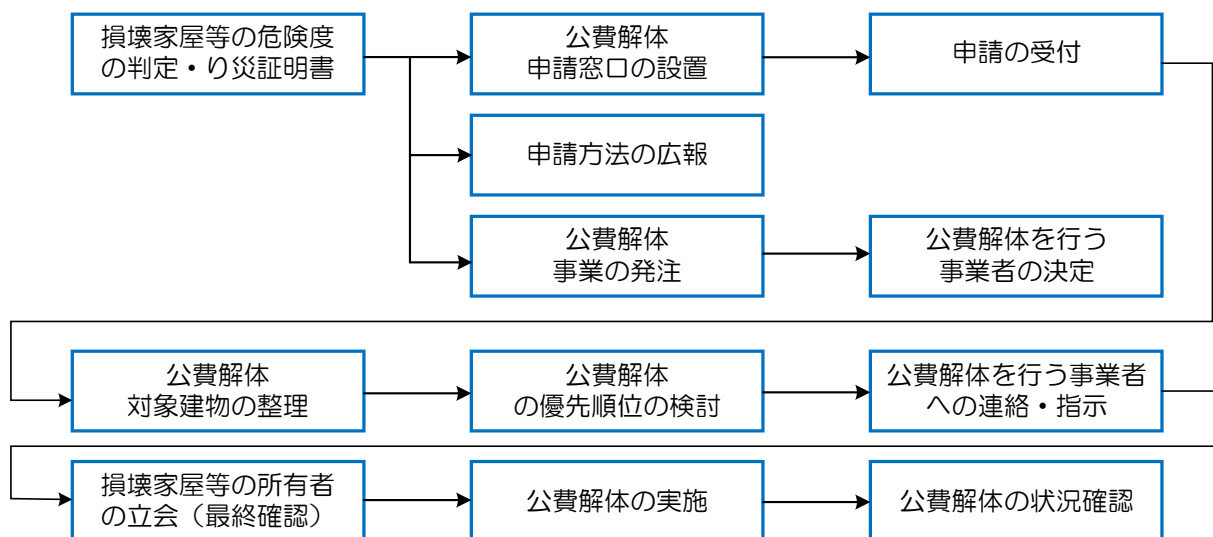 損壊家屋等の危険度
の判定・り災証明書
公費解体
申請窓口の設置
申請の受付
申請方法の広報
公費解体
事業の発注
公費解体を行う
事業者の決定
公費解体
対象建物の整理
公費解体
の優先順位の検討
公費解体を行う事業者
への連絡・指示
損壊家屋等の所有者
の立会（最終確認）
公費解体の実施
公費解体の状況確認